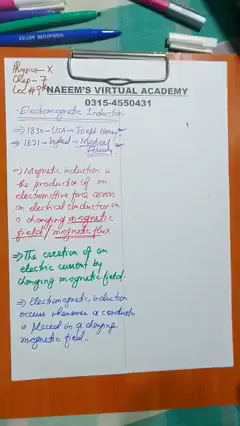 Physics - X
Chap - 7
Lec # 8
NAEEM'S VIRTUAL ACADEMY
0315-4550431
Electromagnetic Induction
⇒ 1830 - USA - Joseph Henry
⇒ 1821 - England - Michael
Faraday
⇒ Magnetic induction is
the production of an
electromotive force across
an electrical conductor in
a changing magnetic
field / magnetic flux.
⇒ The creation of an
electric current by
changing magnetic field.
⇒ Electromagnetic induction
occurs whenever a conductor
is placed in a changing
magnetic field.